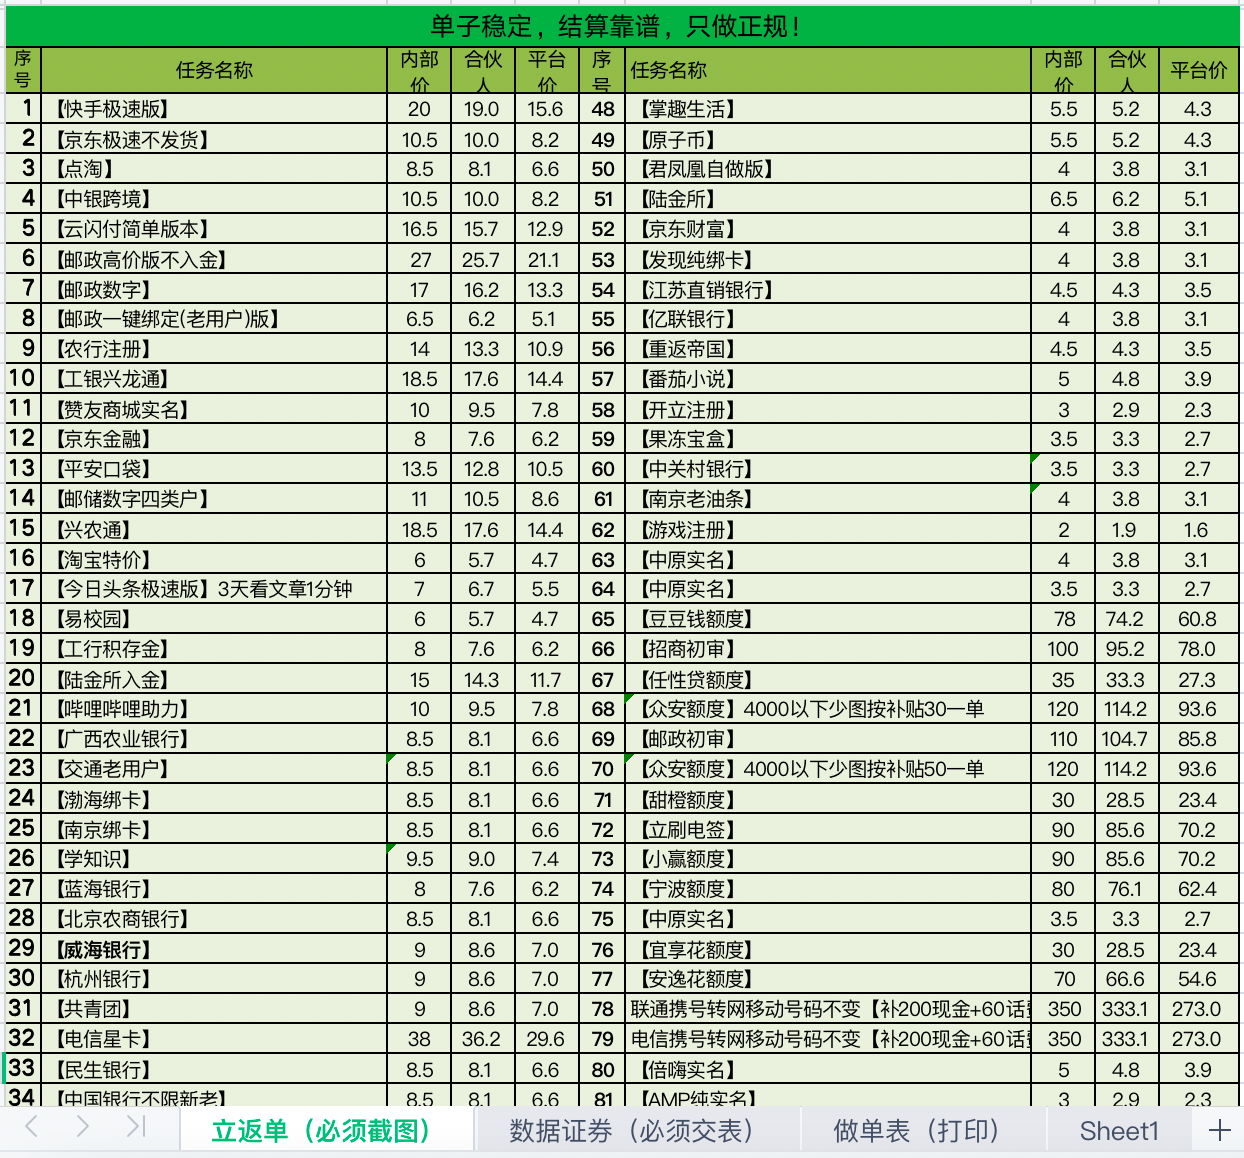 单子稳定，结算靠谱，只做正规！
序号 任务名称 内部价 合伙人 平台价 序号 任务名称 内部价 合伙人 平台价
1 【快手极速版】 20 19.0 15.6 48 【掌趣生活】 5.5 5.2 4.3
2 【京东极速不发货】 10.5 10.0 8.2 49 【原子币】 5.5 5.2 4.3
3 【点淘】 8.5 8.1 6.6 50 【君凤凰自做版】 4 3.8 3.1
4 【中银跨境】 10.5 10.0 8.2 51 【陆金所】 6.5 6.2 5.1
5 【云闪付简单版本】 16.5 15.7 12.9 52 【京东财富】 4 3.8 3.1
6 【邮政高价版不入金】 27 25.7 21.1 53 【发现纯绑卡】 4 3.8 3.1
7 【邮政数字】 17 16.2 13.3 54 【江苏直销银行】 4.5 4.3 3.5
8 【邮政一键绑定(老用户)版】 6.5 6.2 5.1 55 【亿联银行】 4 3.8 3.1
9 【农行注册】 14 13.3 10.9 56 【重返帝国】 4.5 4.3 3.5
10 【工银兴龙通】 18.5 17.6 14.4 57 【番茄小说】 5 4.8 3.9
11 【赞友商城实名】 10 9.5 7.8 58 【开立注册】 3 2.9 2.3
12 【京东金融】 8 7.6 6.2 59 【果冻宝盒】 3.5 3.3 2.7
13 【平安口袋】 13.5 12.8 10.5 60 【中关村银行】 3.5 3.3 2.7
14 【邮储数字四类户】 11 10.5 8.6 61 【南京老油条】 4 3.8 3.1
15 【兴农通】 18.5 17.6 14.4 62 【游戏注册】 2 1.9 1.6
16 【淘宝特价】 6 5.7 4.7 63 【中原实名】 4 3.8 3.1
17 【今日头条极速版】3天看文章1分钟 7 6.7 5.5 64 【中原实名】 3.5 3.3 2.7
18 【易校园】 6 5.7 4.7 65 【豆豆钱额度】 78 74.2 60.8
19 【工行积存金】 8 7.6 6.2 66 【招商初审】 100 95.2 78.0
20 【陆金所入金】 15 14.3 11.7 67 【任性贷额度】 35 33.3 27.3
21 【哔哩哔哩助力】 10 9.5 7.8 68 【众安额度】4000以下少图按补贴30一单 120 114.2 93.6
22 【广西农业银行】 8.5 8.1 6.6 69 【邮政初审】 110 104.7 85.8
23 【交通老用户】 8.5 8.1 6.6 70 【众安额度】4000以下少图按补贴50一单 120 114.2 93.6
24 【渤海绑卡】 8.5 8.1 6.6 71 【甜橙额度】 30 28.5 23.4
25 【南京绑卡】 8.5 8.1 6.6 72 【立刷电签】 90 85.6 70.2
26 【学知识】 9.5 9.0 7.4 73 【小赢额度】 90 85.6 70.2
27 【蓝海银行】 8 7.6 6.2 74 【宁波额度】 80 76.1 62.4
28 【北京农商银行】 8.5 8.1 6.6 75 【中原实名】 3.5 3.3 2.7
29 【威海银行】 9 8.6 7.0 76 【宜享花额度】 30 28.5 23.4
30 【杭州银行】 9 8.6 7.0 77 【安逸花额度】 70 66.6 54.6
31 【共青团】 9 8.6 7.0 78 联通携号转网移动号码不变【补200现金+60话费 350 333.1 273.0
32 【电信星卡】 38 36.2 29.6 79 电信携号转网移动号码不变【补200现金+60话费 350 333.1 273.0
33 【民生银行】 8.5 8.1 6.6 80 【倍嗨实名】 5 4.8 3.9
34 【中国银行不限新老】 8.5 8.1 6.6 81 【AMP纯实名】 3 2.9 2.3
立返单（必须截图） 数据证券（必须交表） 做单表（打印） Sheet1